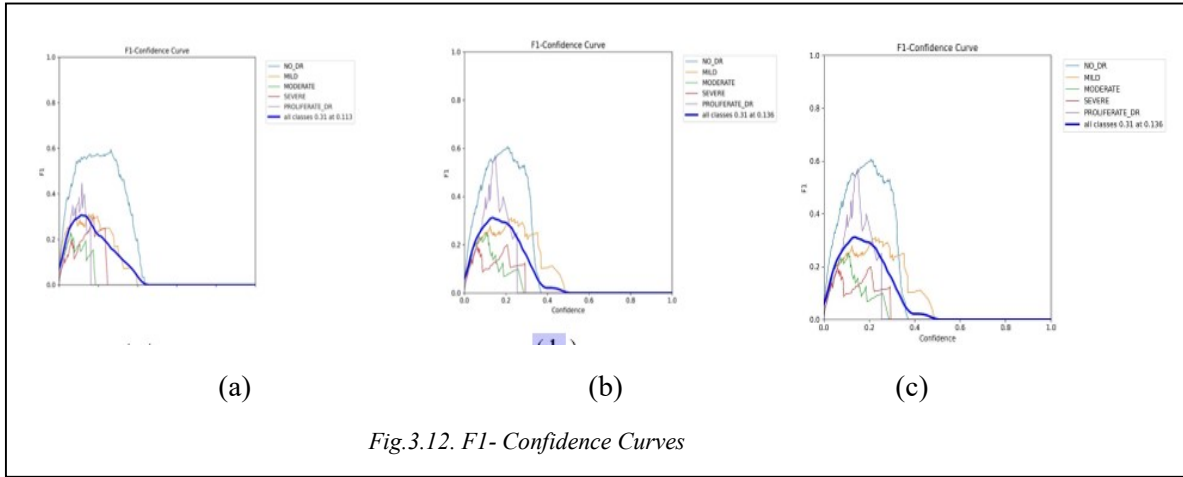 F1-Confidence Curve
1.0
0.8
0.6
0.4
0.2
0.0
F1
NO_DR
MILD
MODERATE
SEVERE
PROLIFERATE_DR
all classes 0.31 at 0.113
F1-Confidence Curve
1.0
0.8
0.6
0.4
0.2
0.0
F1
0.0 0.2 0.4 0.6 0.8 1.0
Confidence
NO_DR
MILD
MODERATE
SEVERE
PROLIFERATE_DR
all classes 0.31 at 0.136
F1-Confidence Curve
1.0
0.8
0.6
0.4
0.2
0.0
F1
0.0 0.2 0.4 0.6 0.8 1.0
Confidence
NO_DR
MILD
MODERATE
SEVERE
PROLIFERATE_DR
all classes 0.31 at 0.136
(a) (b) (c)
Fig.3.12. F1- Confidence Curves